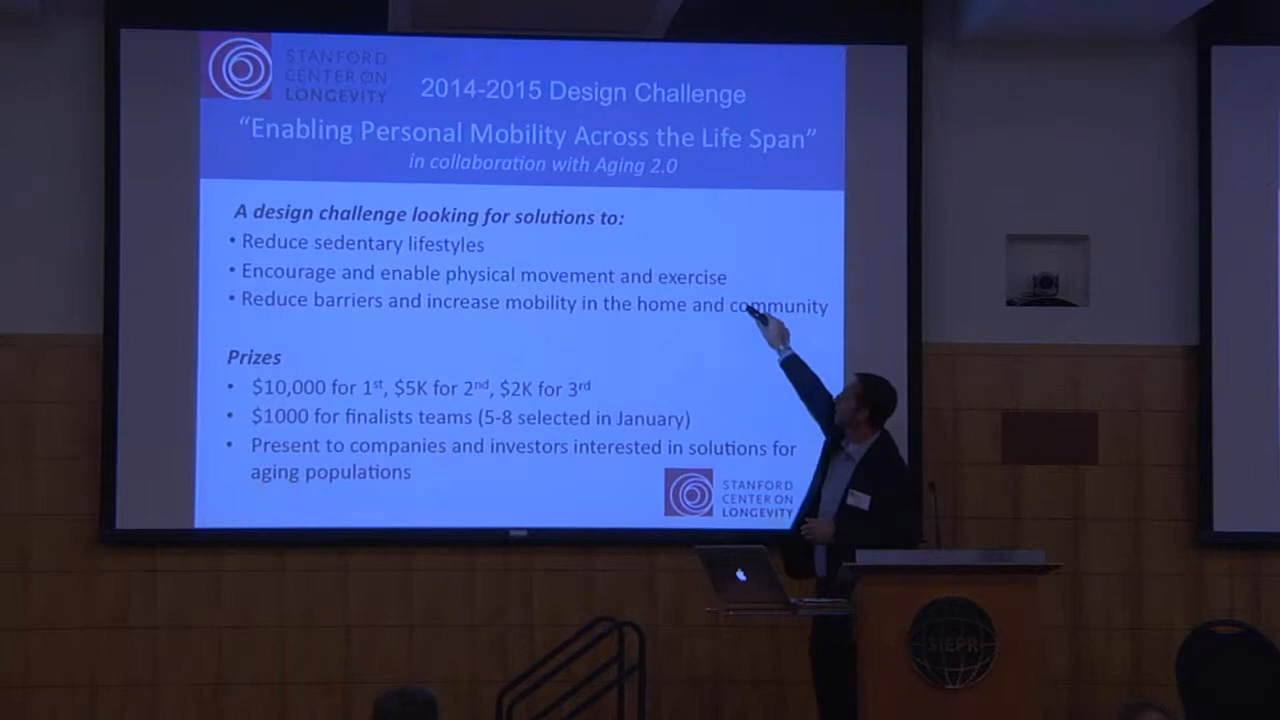 STANFORD
CENTER ON
LONGEVITY
2014-2015 Design Challenge
“Enabling Personal Mobility Across the Life Span”
in collaboration with Aging 2.0
A design challenge looking for solutions to:
• Reduce sedentary lifestyles
• Encourage and enable physical movement and exercise
• Reduce barriers and increase mobility in the home and community
Prizes
• $10,000 for 1st, $5K for 2nd, $2K for 3rd
• $1000 for finalists teams (5-8 selected in January)
• Present to companies and investors interested in solutions for
aging populations
STANFORD
CENTER ON
LONGEVITY
SIEPR